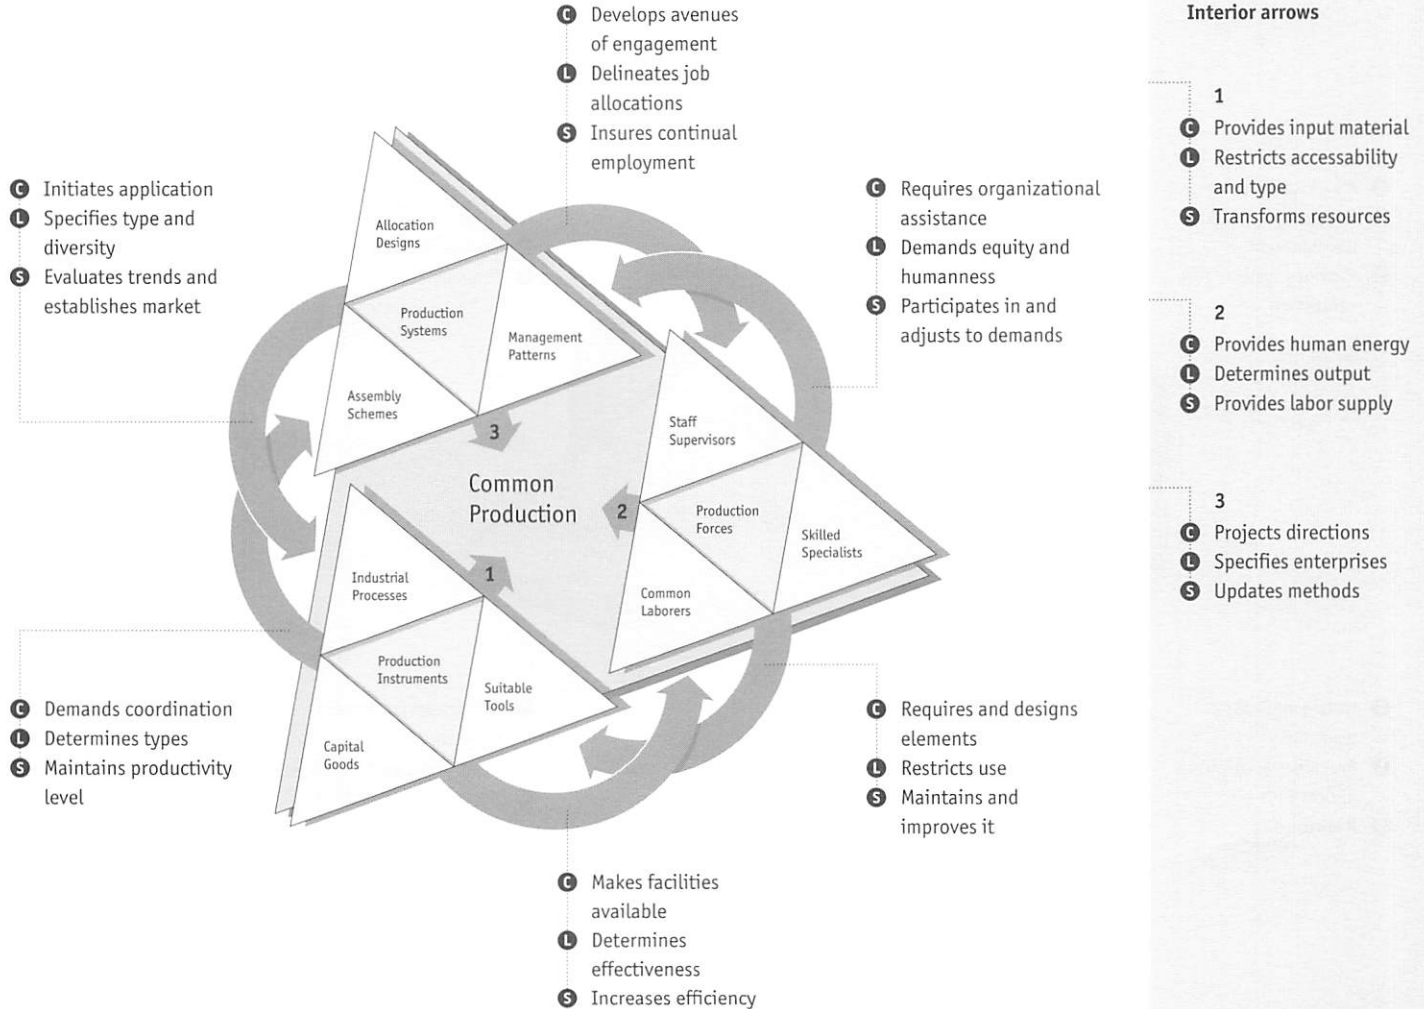 C Develops avenues
of engagement
L Delineates job
allocations
S Insures continual
employment
C Initiates application
L Specifies type and
diversity
S Evaluates trends and
establishes market
C Requires organizational
assistance
L Demands equity and
humanness
S Participates in and
adjusts to demands
Allocation
Designs
Production
Systems
Management
Patterns
Assembly
Schemes
3
Common
Production
2
1
Staff
Supervisors
Production
Forces
Skilled
Specialists
Common
Laborers
Industrial
Processes
Production
Instruments
Suitable
Tools
Capital
Goods
C Demands coordination
L Determines types
S Maintains productivity
level
C Requires and designs
elements
L Restricts use
S Maintains and
improves it
C Makes facilities
available
L Determines
effectiveness
S Increases efficiency
Interior arrows
1
C Provides input material
L Restricts accessability
and type
S Transforms resources
2
C Provides human energy
L Determines output
S Provides labor supply
3
C Projects directions
L Specifies enterprises
S Updates methods